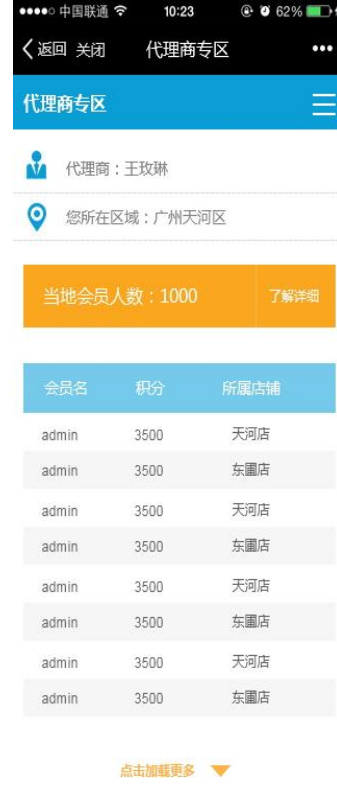 中国联通 10:23 62%
返回 关闭 代理商专区
代理商专区
代理商：王玫琳
您所在区域：广州天河区
当地会员人数：1000 了解详细
会员名 积分 所属店铺
admin 3500 天河店
admin 3500 东圃店
admin 3500 天河店
admin 3500 东圃店
admin 3500 天河店
admin 3500 东圃店
admin 3500 天河店
admin 3500 东圃店
点击加载更多